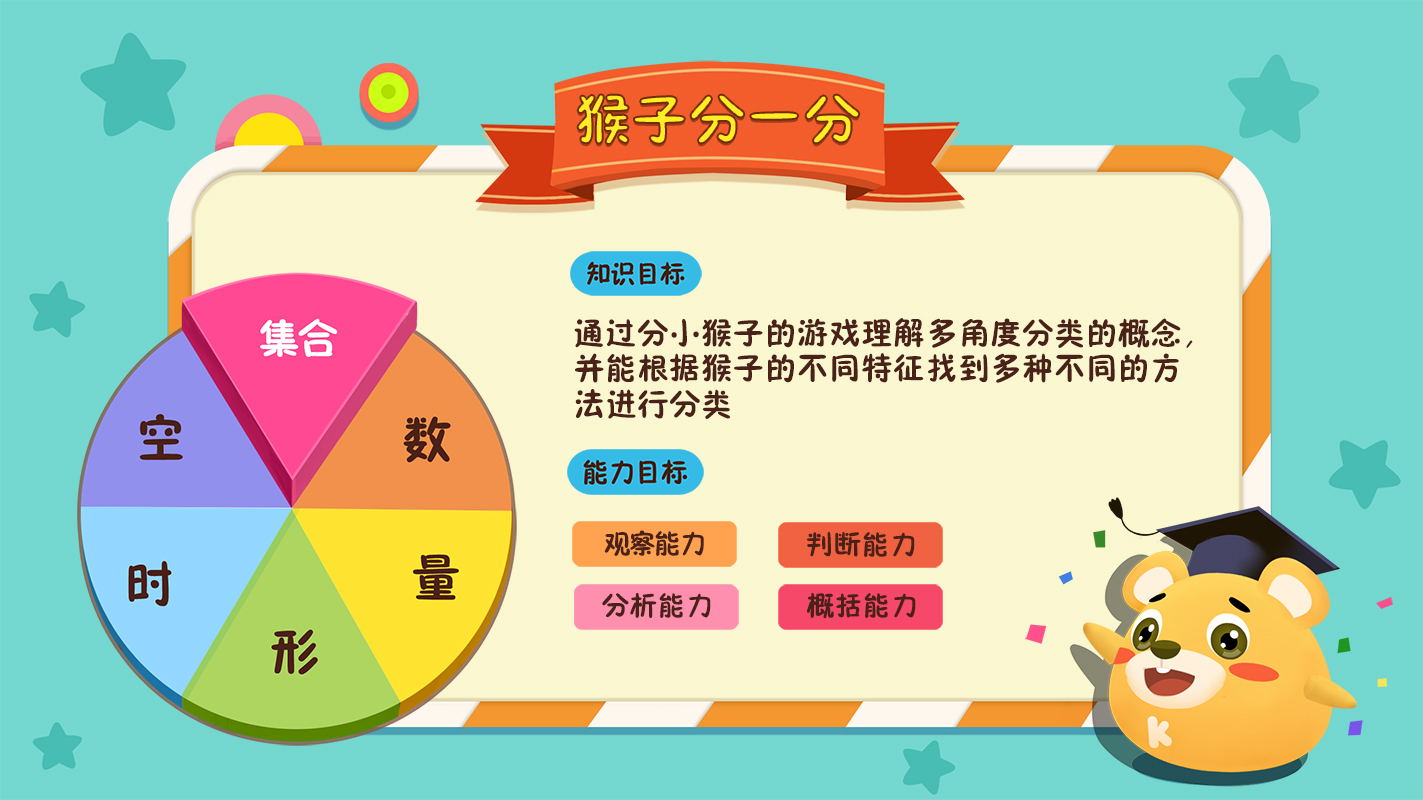 猴子分一分
集合
空
数
时
量
形
知识目标
通过分小猴子的游戏理解多角度分类的概念,
并能根据猴子的不同特征找到多种不同的方
法进行分类
能力目标
观察能力
判断能力
分析能力
概括能力
K